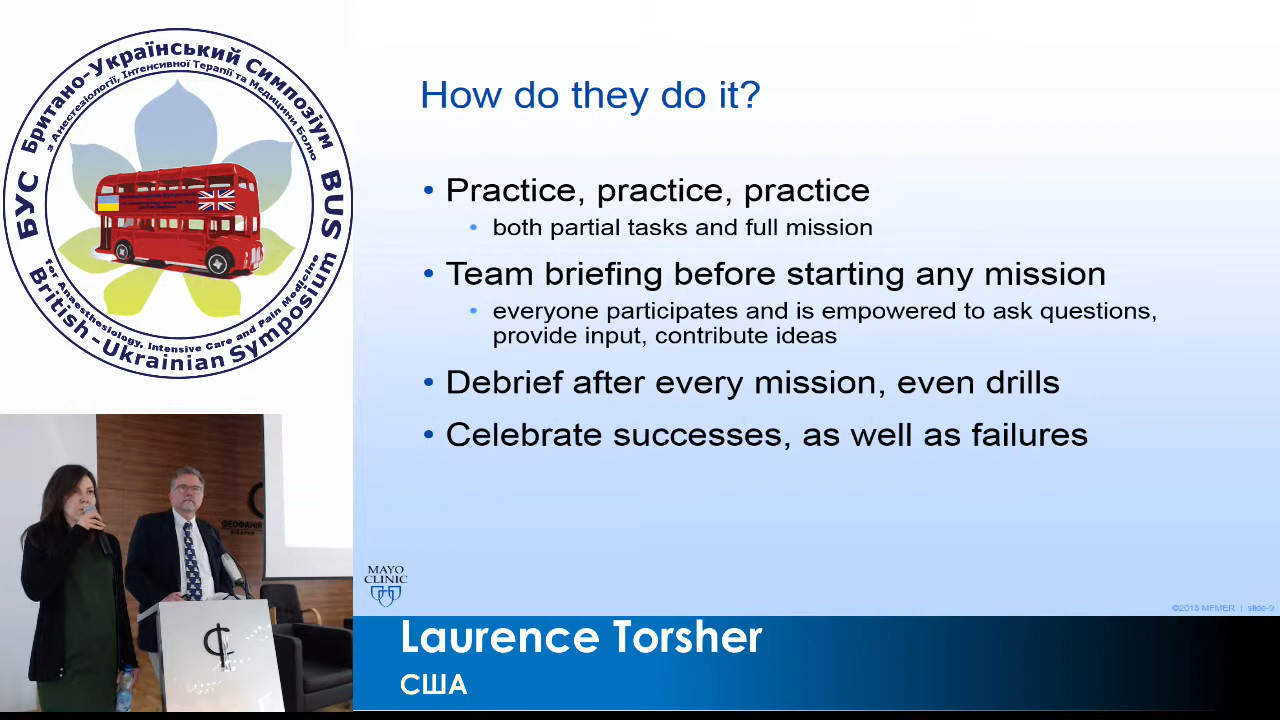 Британо-Український Симпозіум
з Анестезіології, Інтенсивної Терапії та Медицини Болю
БУС
BUS
for Anaesthesiology, Intensive Care and Pain Medicine
British -Ukrainian Symposium
How do they do it?
• Practice, practice, practice
• both partial tasks and full mission
• Team briefing before starting any mission
• everyone participates and is empowered to ask questions,
provide input, contribute ideas
• Debrief after every mission, even drills
• Celebrate successes, as well as failures
ФЕОФАНІЯ
MAYO
CLINIC
©2013 MFMER | slide-9
Laurence Torsher
США